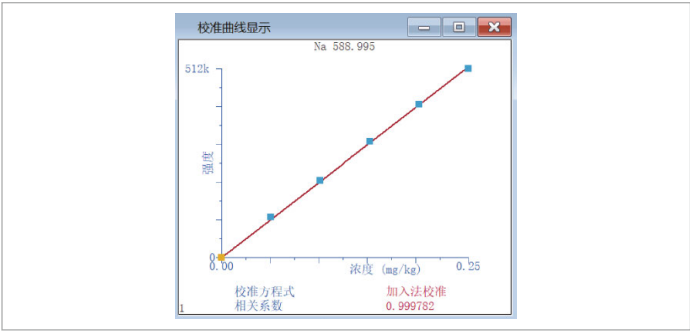 校准曲线显示
Na 588.995
512k
强度
0
0.00
浓度 (mg/kg)
0.25
校准方程式 加入法校准
相关系数 0.999782
1